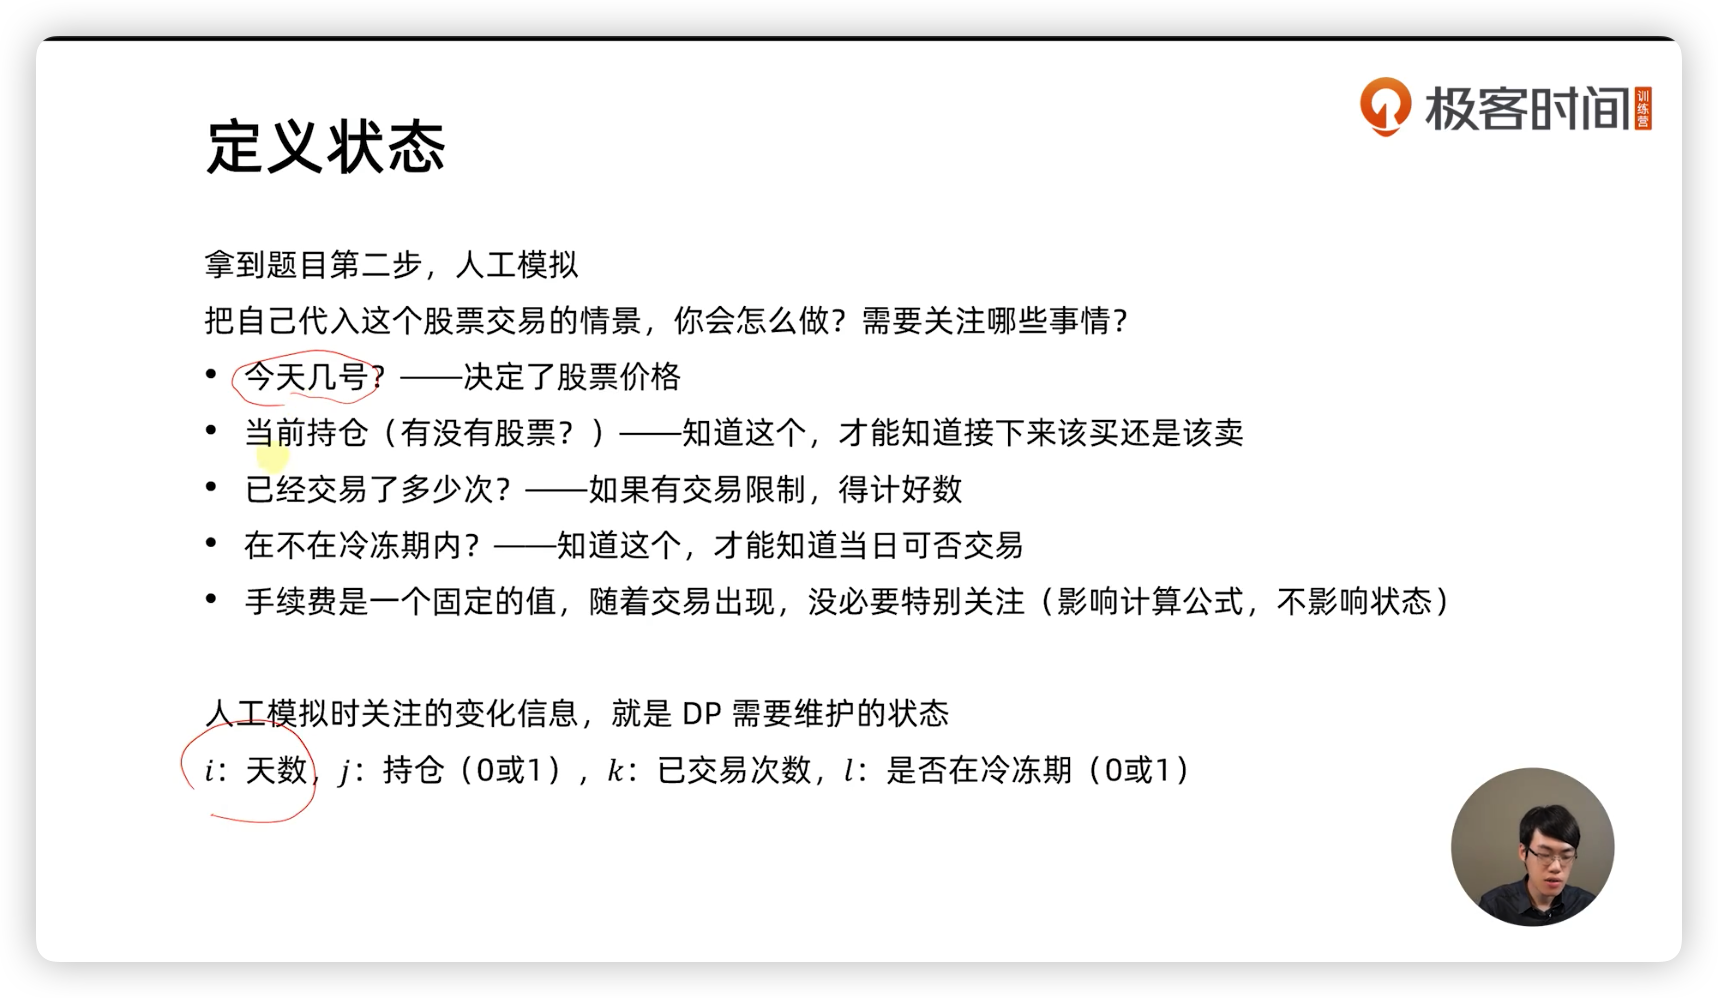 极客时间 训练营
定义状态
拿到题目第二步，人工模拟
把自己代入这个股票交易的情景，你会怎么做？需要关注哪些事情？
• 今天几号？——决定了股票价格
• 当前持仓（有没有股票？）——知道这个，才能知道接下来该买还是该卖
• 已经交易了多少次？——如果有交易限制，得计好数
• 在不在冷冻期内？——知道这个，才能知道当日可否交易
• 手续费是一个固定的值，随着交易出现，没必要特别关注（影响计算公式，不影响状态）
人工模拟时关注的变化信息，就是 DP 需要维护的状态
i：天数，j：持仓（0或1），k：已交易次数，l：是否在冷冻期（0或1）